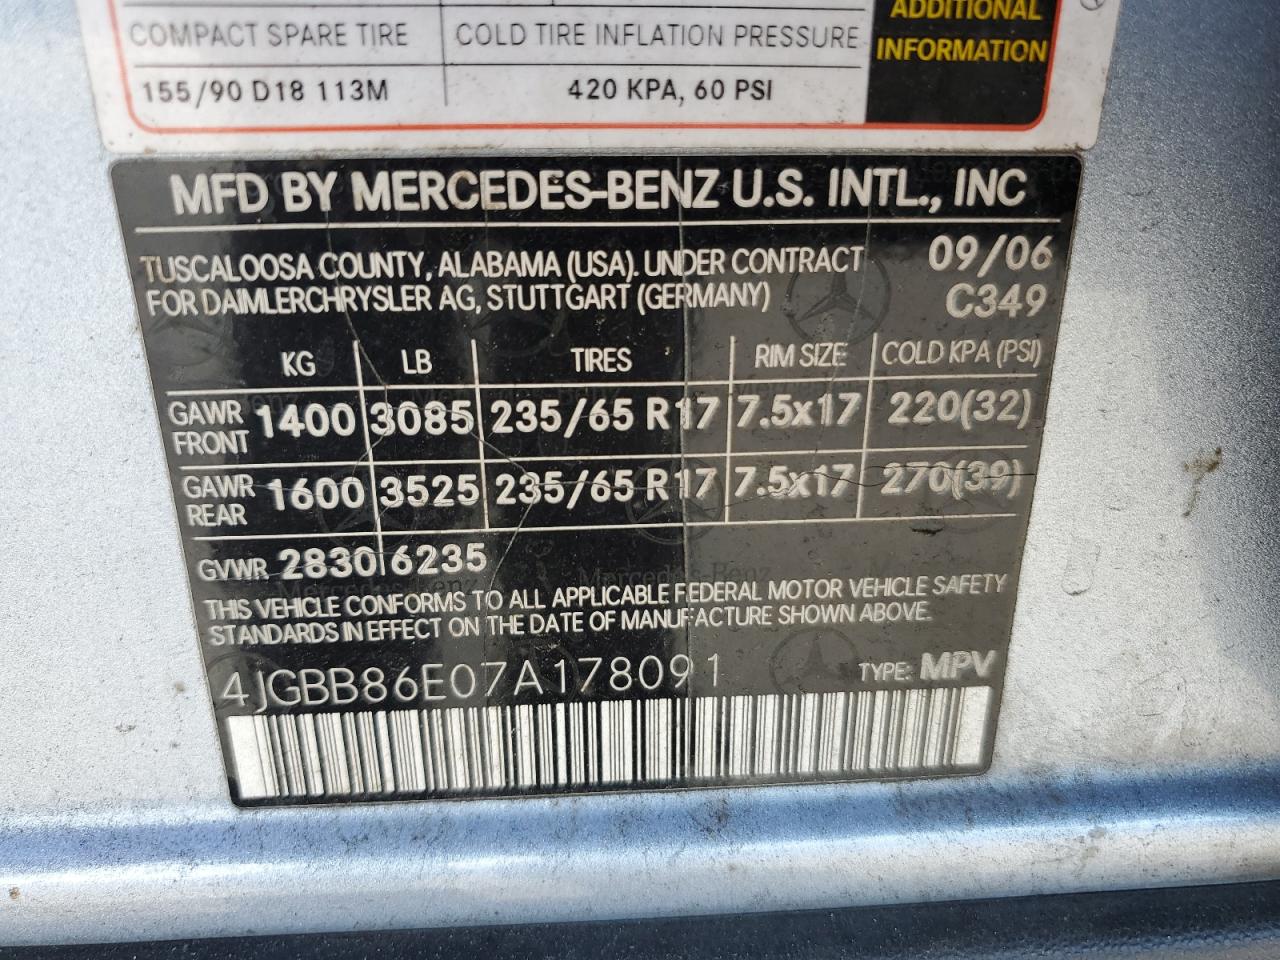 ADDITIONAL
INFORMATION
COMPACT SPARE TIRE COLD TIRE INFLATION PRESSURE
155/90 D18 113M 420 KPA, 60 PSI
MFD BY MERCEDES-BENZ U.S. INTL., INC
TUSCALOOSA COUNTY, ALABAMA (USA). UNDER CONTRACT 09/06
FOR DAIMLERCHRYSLER AG, STUTTGART (GERMANY) C349
KG LB TIRES RIM SIZE COLD KPA (PSI)
GAWR FRONT 1400 3085 235/65 R17 7.5x17 220(32)
GAWR REAR 1600 3525 235/65 R17 7.5x17 270(39)
GVWR 2830 6235
THIS VEHICLE CONFORMS TO ALL APPLICABLE FEDERAL MOTOR VEHICLE SAFETY
STANDARDS IN EFFECT ON THE DATE OF MANUFACTURE SHOWN ABOVE.
4JGBB86E07A178091 TYPE: MPV